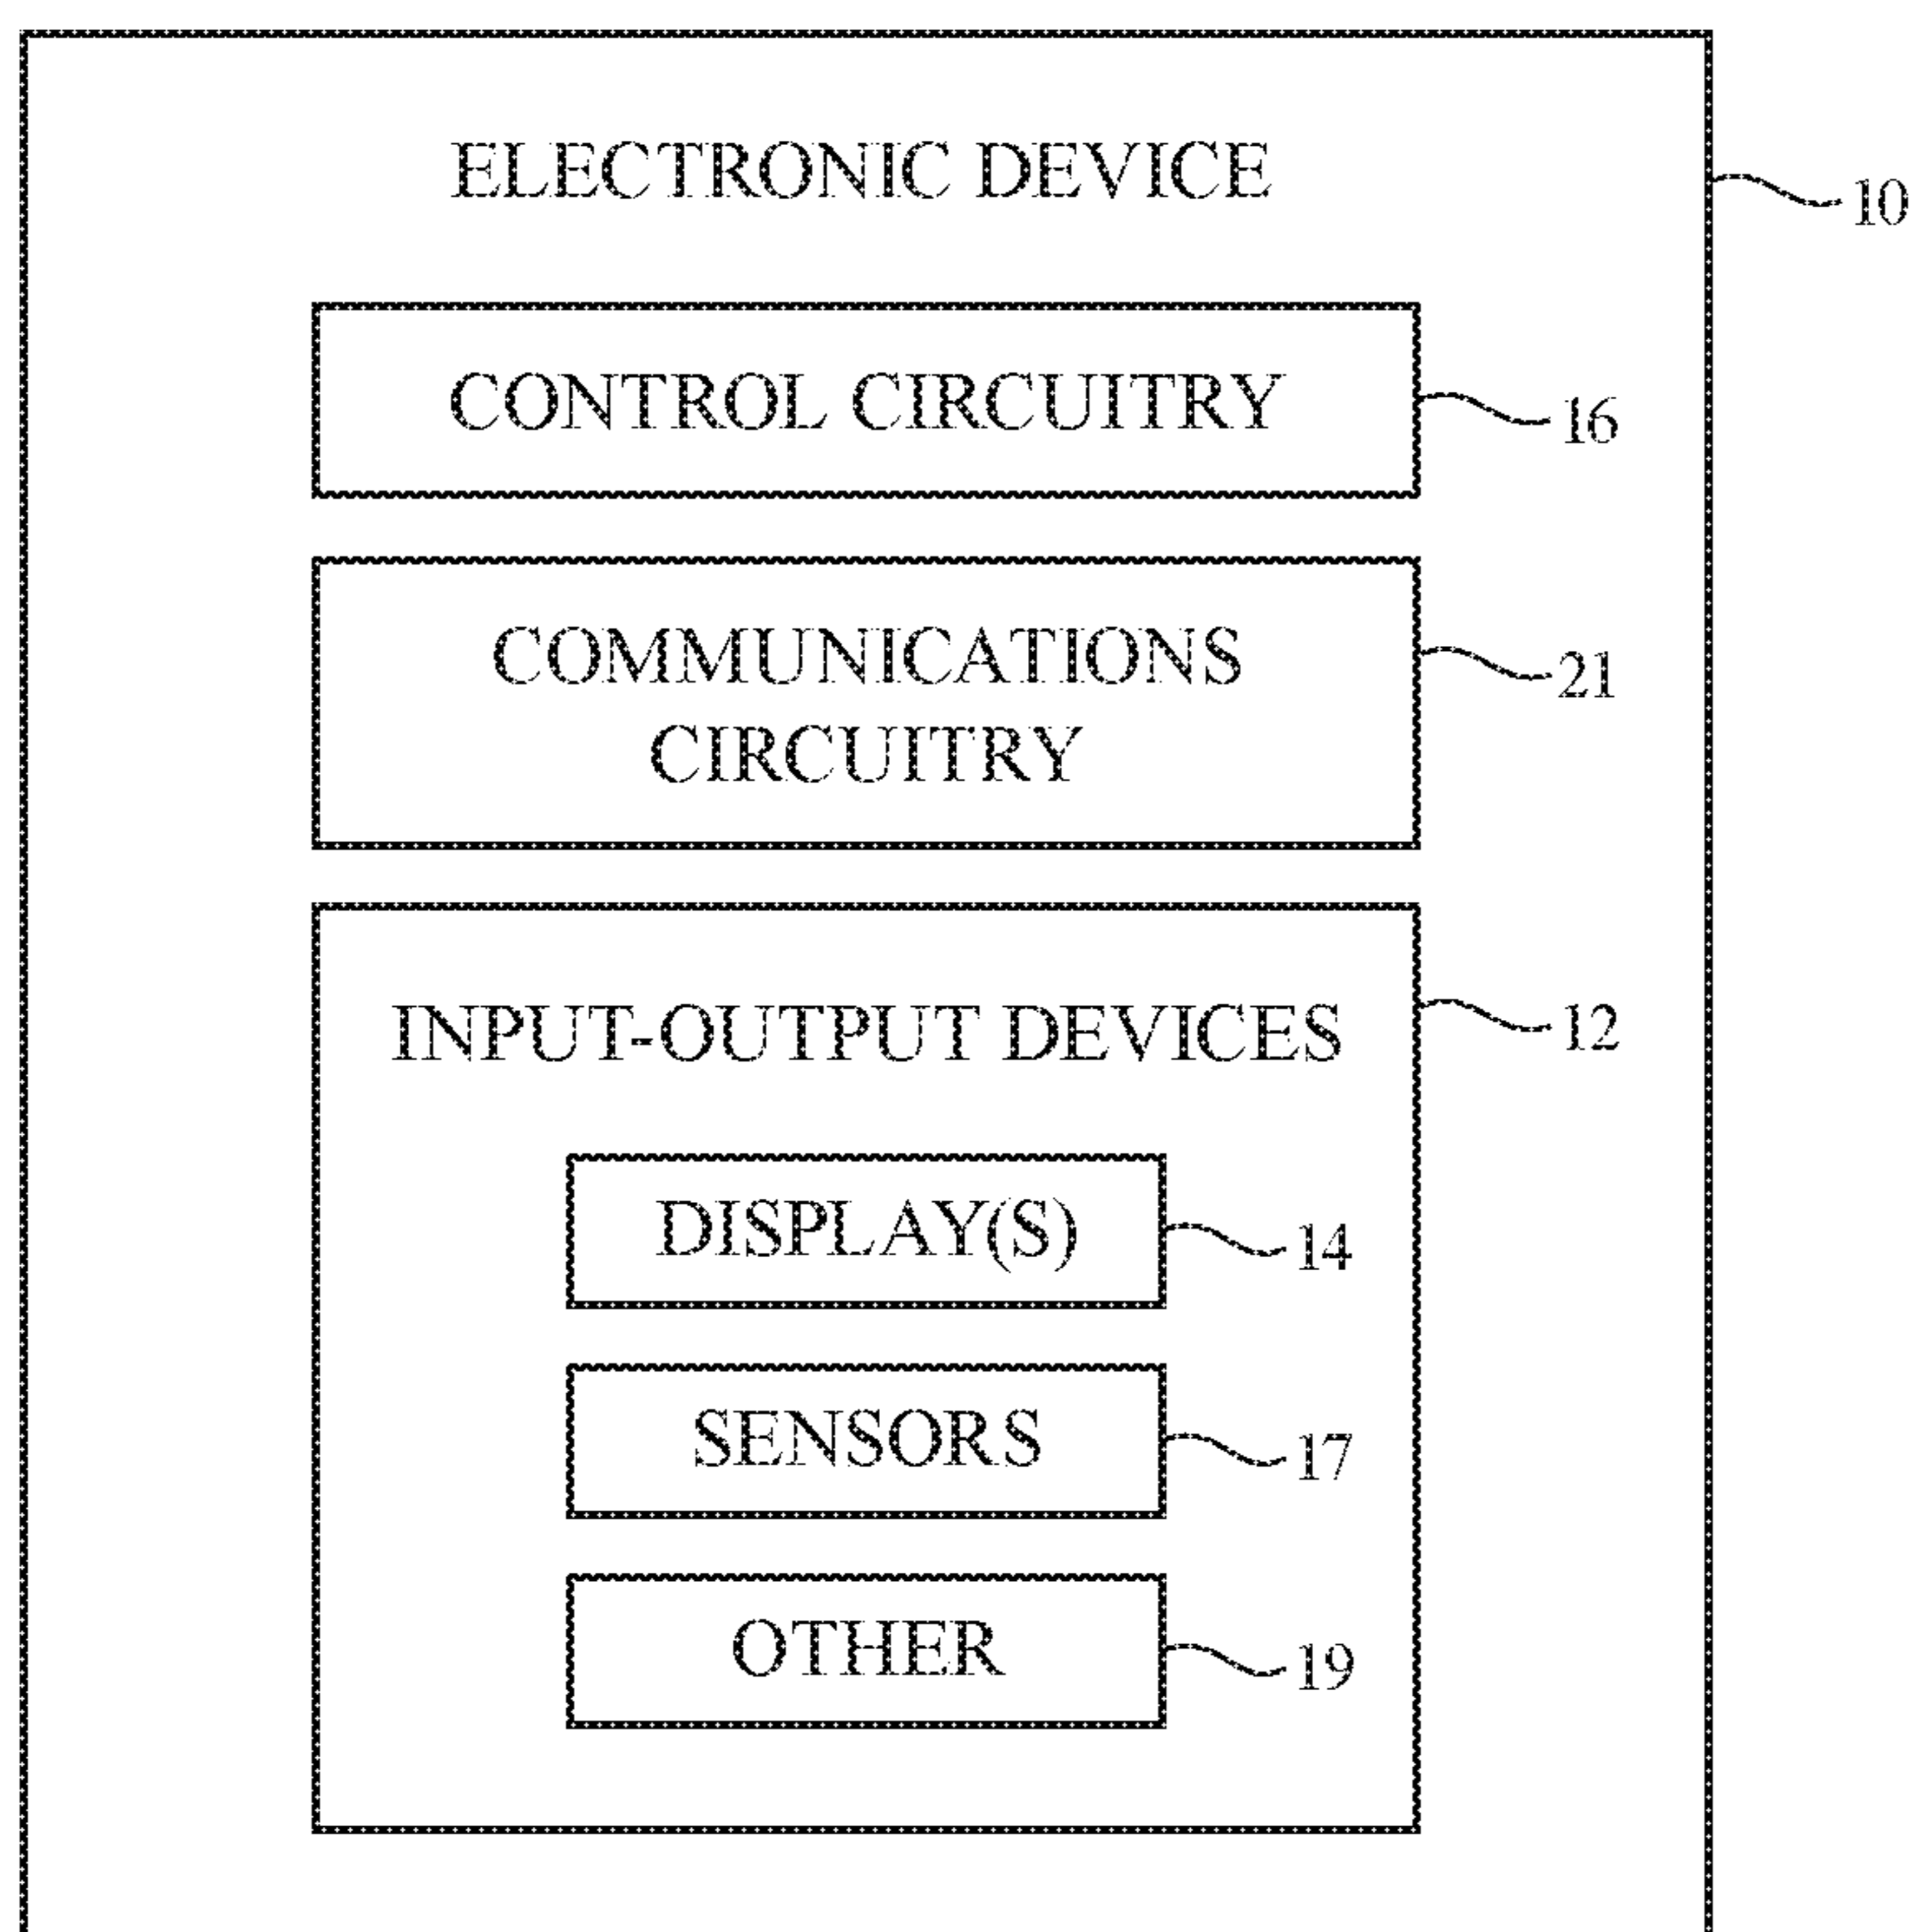 ELECTRONIC DEVICE
10
CONTROL CIRCUITRY
16
COMMUNICATIONS
CIRCUITRY
21
INPUT-OUTPUT DEVICES
12
DISPLAY(S)
14
SENSORS
17
OTHER
19